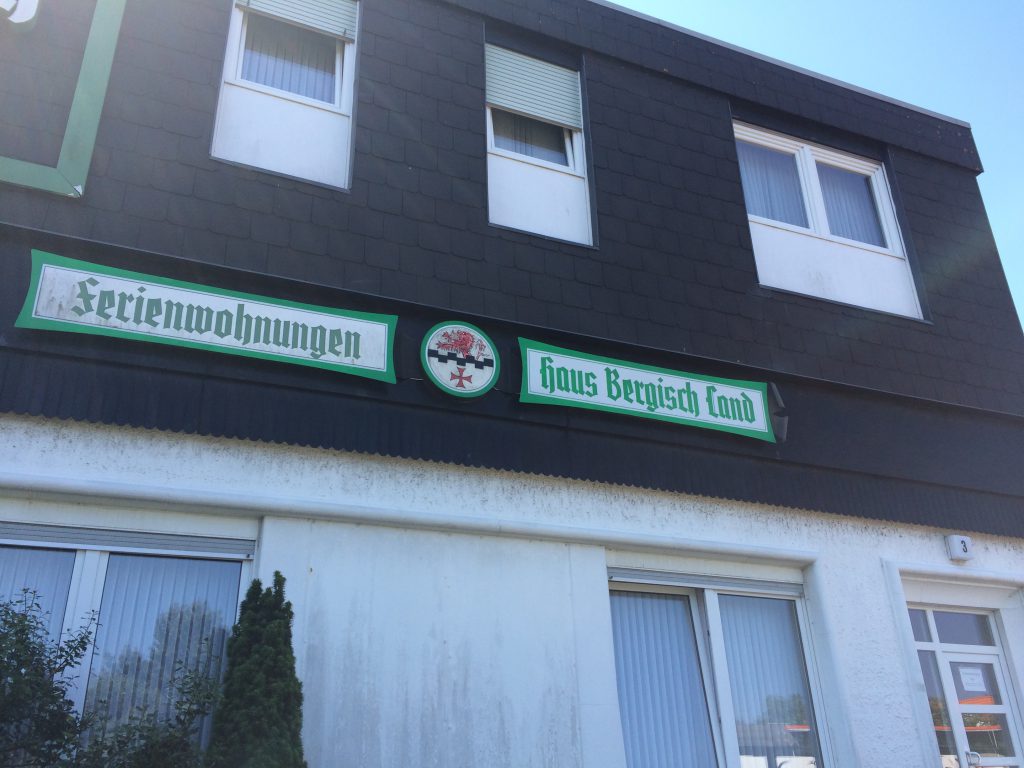 Ferienwohnungen
Haus Bergisch Land
3